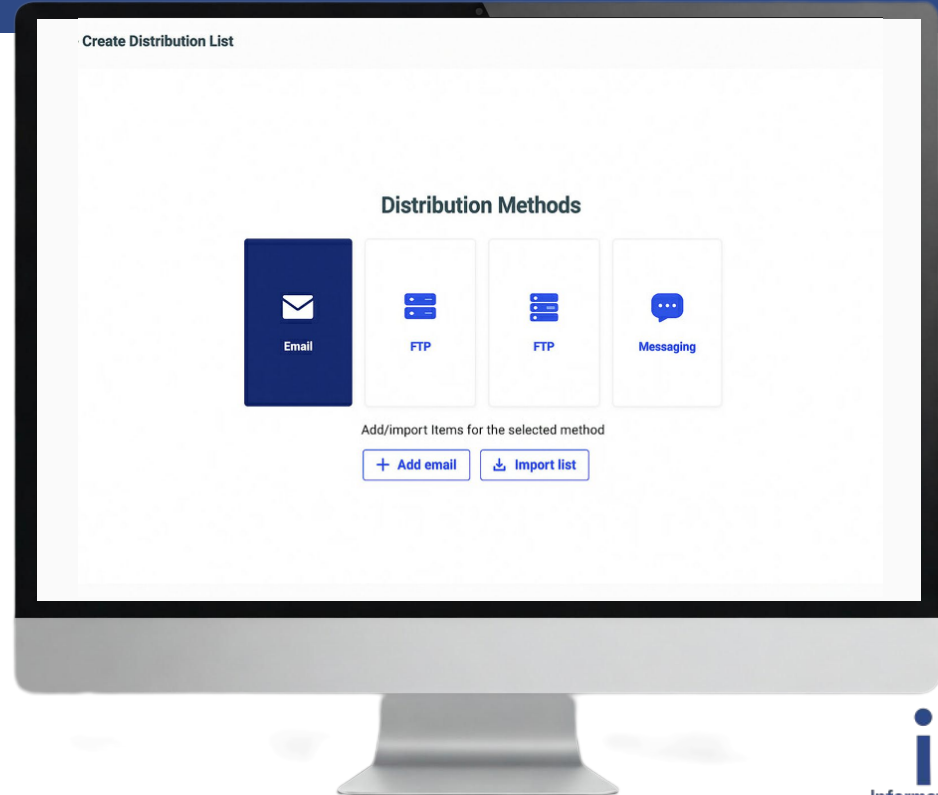 Create Distribution List
Distribution Methods
Email
FTP
FTP
Messaging
Add/import Items for the selected method
+ Add email
Import list